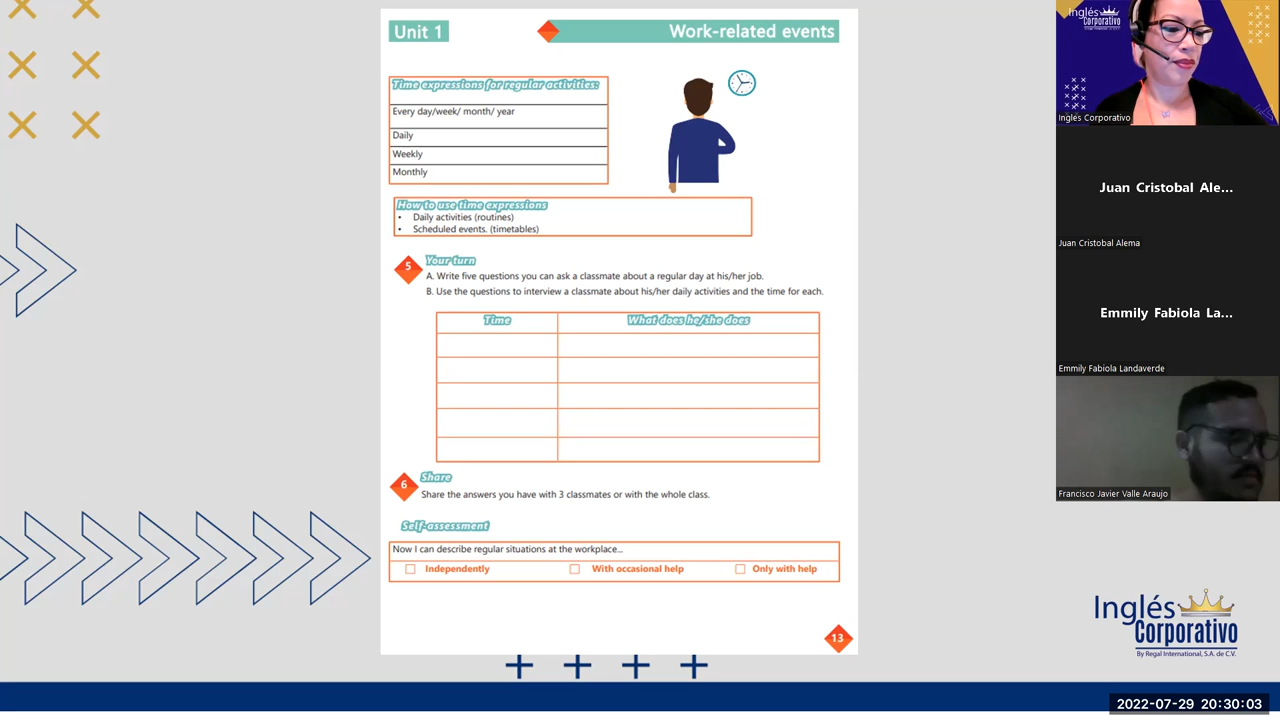 Unit 1
Work-related events
Time expressions for regular activities:
Every day/week/ month/ year
Daily
Weekly
Monthly
How to use time expressions
• Daily activities (routines)
• Scheduled events. (timetables)
5
Your turn
A. Write five questions you can ask a classmate about a regular day at his/her job.
B. Use the questions to interview a classmate about his/her daily activities and the time for each.
Time
What does he/she does
6
Share
Share the answers you have with 3 classmates or with the whole class.
Self-assessment
Now I can describe regular situations at the workplace...
Independently
With occasional help
Only with help
13
Inglés
Corporativo
Inglés Corporativo
Juan Cristobal Ale...
Juan Cristobal Alema
Emmily Fabiola La...
Emmily Fabiola Landaverde
Francisco Javier Valle Araujo
Inglés
Corporativo
By Regal International, S.A. de C.V.
2022-07-29 20:30:03